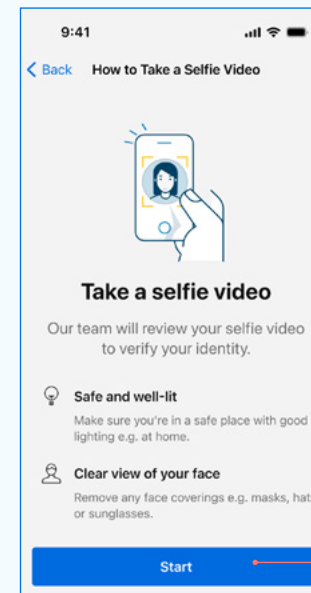 9:41
Back How to Take a Selfie Video
Take a selfie video
Our team will review your selfie video
to verify your identity.
Safe and well-lit
Make sure you're in a safe place with good
lighting e.g. at home.
Clear view of your face
Remove any face coverings e.g. masks, hats
or sunglasses.
Start